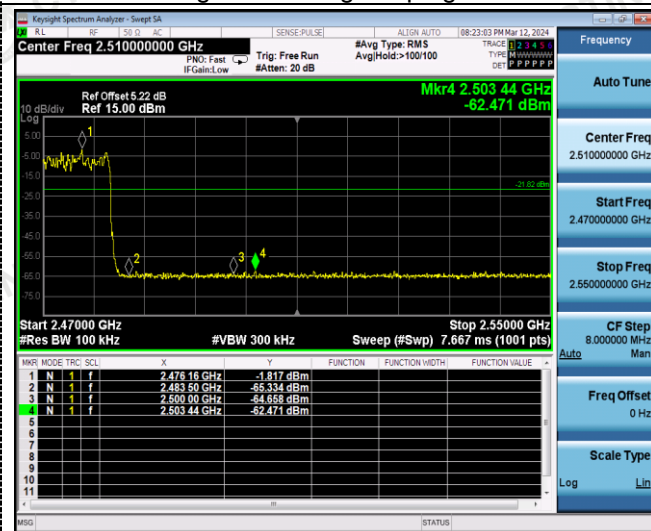 Keysight Spectrum Analyzer - Swept SA
RL RF 50 Ω AC SENSE:PULSE ALIGN AUTO 08:23:03 PM Mar 12, 2024
Center Freq 2.510000000 GHz #Avg Type: RMS TRACE 1 2 3 4 5 6
PNO: Fast Trig: Free Run Avg|Hold:>100/100 TYPE M W W W W W
IFGain:Low #Atten: 20 dB DET P P P P P P
Mkr4 2.503 44 GHz
-62.471 dBm
Ref Offset 5.22 dB
10 dB/div Ref 15.00 dBm
Log
5.00
-5.00
-15.0
-25.0
-35.0
-45.0
-55.0
-65.0
-75.0
1
-21.82 dBm
2
3
4
Start 2.47000 GHz Stop 2.55000 GHz
#Res BW 100 kHz #VBW 300 kHz Sweep (#Swp) 7.667 ms (1001 pts)
MKR MODE TRC SCL X Y FUNCTION FUNCTION WIDTH FUNCTION VALUE
1 N 1 f 2.476 16 GHz -1.817 dBm
2 N 1 f 2.483 50 GHz -65.334 dBm
3 N 1 f 2.500 00 GHz -64.658 dBm
4 N 1 f 2.503 44 GHz -62.471 dBm
5
6
7
8
9
10
11
MSG STATUS
Frequency
Auto Tune
Center Freq
2.510000000 GHz
Start Freq
2.470000000 GHz
Stop Freq
2.550000000 GHz
CF Step
8.000000 MHz
Auto Man
Freq Offset
0 Hz
Scale Type
Log Lin